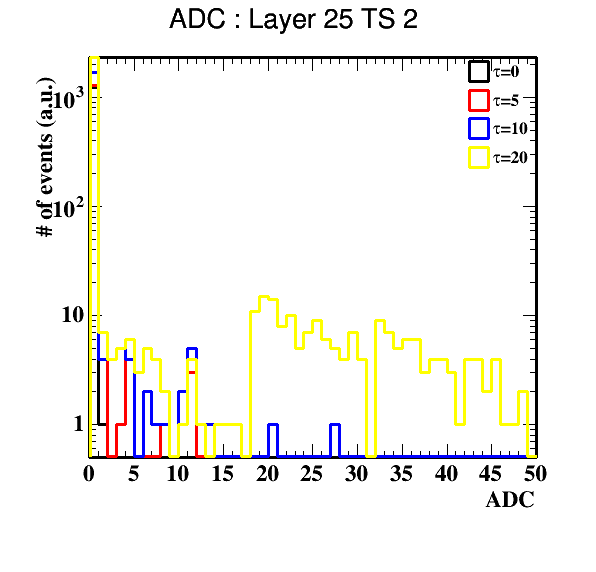 ADC : Layer 25 TS 2
# of events (a.u.)
10³
10²
10
1
τ=0
τ=5
τ=10
τ=20
0 5 10 15 20 25 30 35 40 45 50
ADC